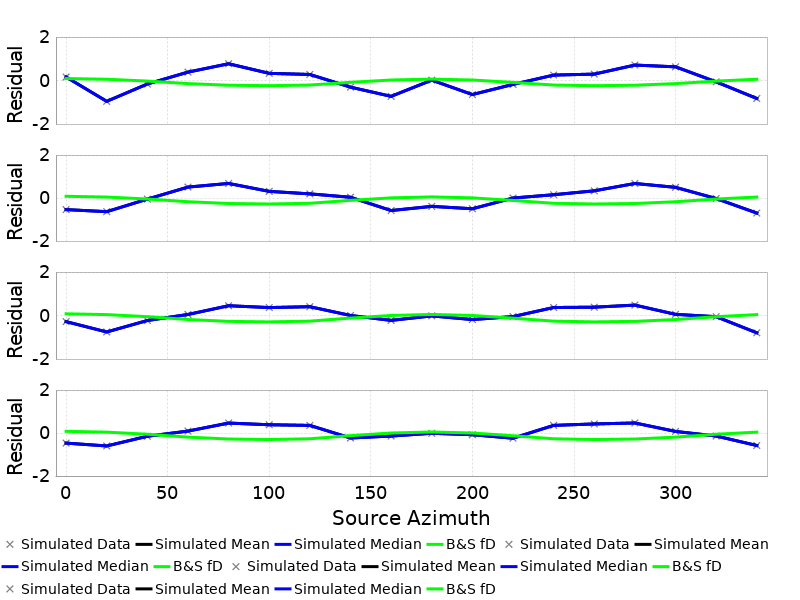 2
0
-2
Residual
2
0
-2
Residual
2
0
-2
Residual
2
0
-2
Residual
0 50 100 150 200 250 300
Source Azimuth
Simulated Data Simulated Mean Simulated Median B&S fD Simulated Data Simulated Mean
Simulated Median B&S fD Simulated Data Simulated Mean Simulated Median B&S fD
Simulated Data Simulated Mean Simulated Median B&S fD